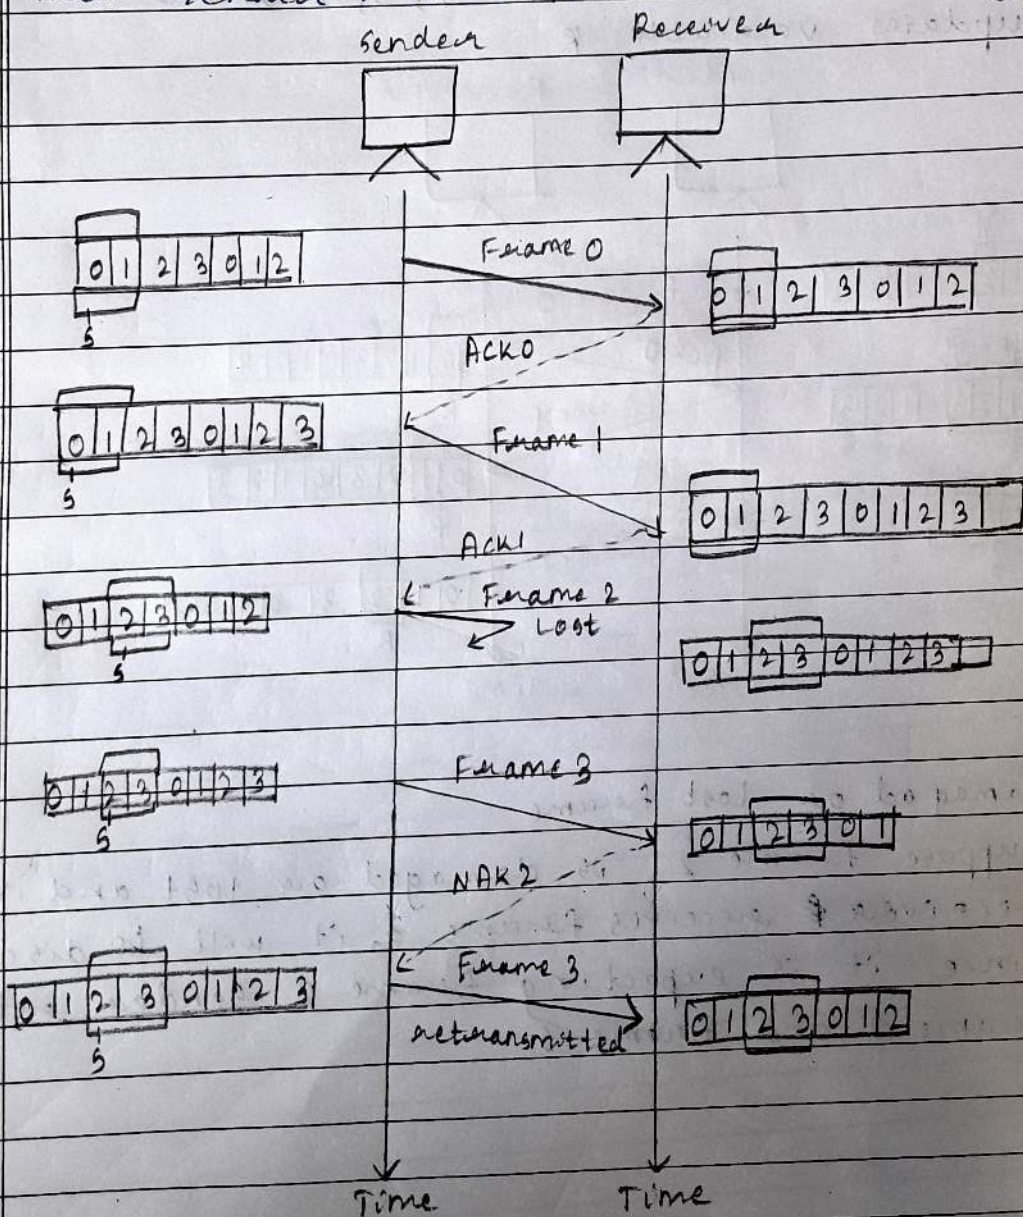 Sender Receiver
Frame 0
0 1 2 3 0 1 2
0 1 2 3 0 1 2
S
ACK0
Frame 1
0 1 2 3 0 1 2 3
S
0 1 2 3 0 1 2 3
ACK1
Frame 2
0 1 2 3 0 1 2
Lost
S
0 1 2 3 0 1 2 3
Frame 3
0 1 2 3 0 1 2 3
S
0 1 2 3 0 1
NAK 2
Frame 3
0 1 2 3 0 1 2 3
0 1 2 3 0 1 2
retransmitted
S
Time Time